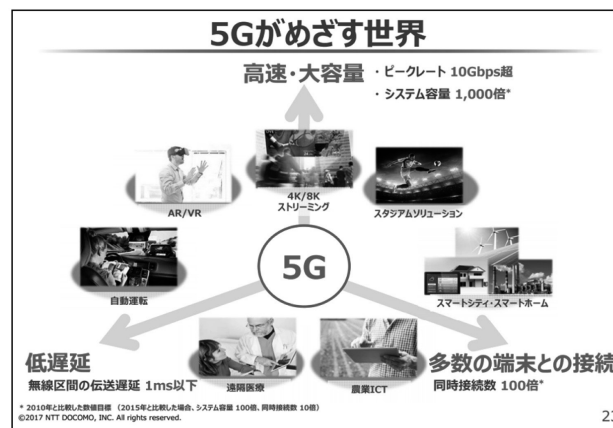 5Gがめざす世界
高速・大容量
・ピークレート 10Gbps超
・システム容量 1,000倍*
AR/VR
4K/8K
ストリーミング
スタジアムソリューション
自動運転
5G
スマートシティ・スマートホーム
低遅延
無線区間の伝送遅延 1ms以下
遠隔医療
農業ICT
多数の端末との接続
同時接続数 100倍*
* 2010年と比較した数値目標 （2015年と比較した場合、システム容量 100倍、同時接続数 10倍）
©2017 NTT DOCOMO, INC. All rights reserved.
23